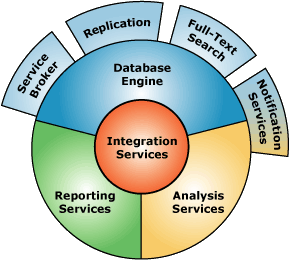 Service
Broker
Replication
Full-Text
Search
Notification
Services
Database
Engine
Integration
Services
Reporting
Services
Analysis
Services